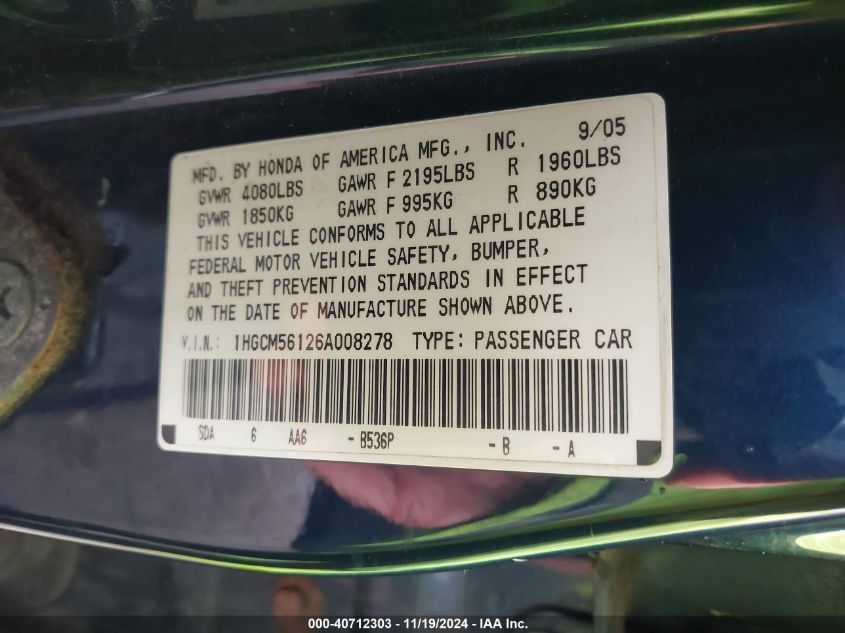 MFD. BY HONDA OF AMERICA MFG., INC. 9/05
GVWR 4080LBS GAWR F 2195LBS R 1960LBS
GVWR 1850KG GAWR F 995KG R 890KG
THIS VEHICLE CONFORMS TO ALL APPLICABLE
FEDERAL MOTOR VEHICLE SAFETY, BUMPER,
AND THEFT PREVENTION STANDARDS IN EFFECT
ON THE DATE OF MANUFACTURE SHOWN ABOVE.
V.I.N.: 1HGCM56126A008278 TYPE: PASSENGER CAR
SDA 6 AA6 - B536P - B - A
000-40712303 - 11/19/2024 - IAA Inc.